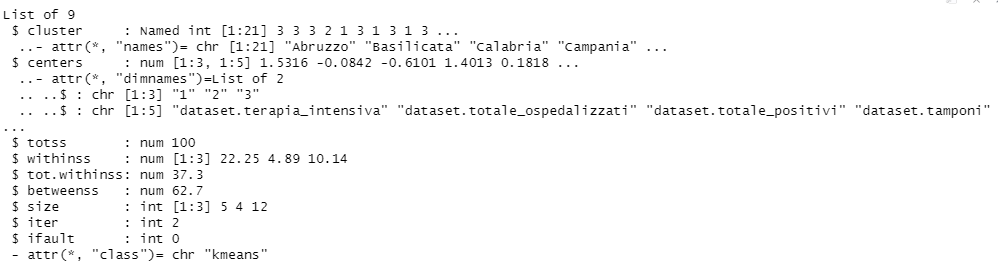 List of 9
 $ cluster     : Named int [1:21] 3 3 3 2 1 3 1 3 1 3 ...
  ..- attr(*, "names")= chr [1:21] "Abruzzo" "Basilicata" "Calabria" "Campania" ...
 $ centers     : num [1:3, 1:5] 1.5316 -0.0842 -0.6101 1.4013 0.1818 ...
  ..- attr(*, "dimnames")=List of 2
  .. ..$ : chr [1:3] "1" "2" "3"
  .. ..$ : chr [1:5] "dataset.terapia_intensiva" "dataset.totale_ospedalizzati" "dataset.totale_positivi" "dataset.tamponi"
...
 $ totss       : num 100
 $ withinss    : num [1:3] 22.25 4.89 10.14
 $ tot.withinss: num 37.3
 $ betweenss   : num 62.7
 $ size        : int [1:3] 5 4 12
 $ iter        : int 2
 $ ifault      : int 0
 - attr(*, "class")= chr "kmeans"